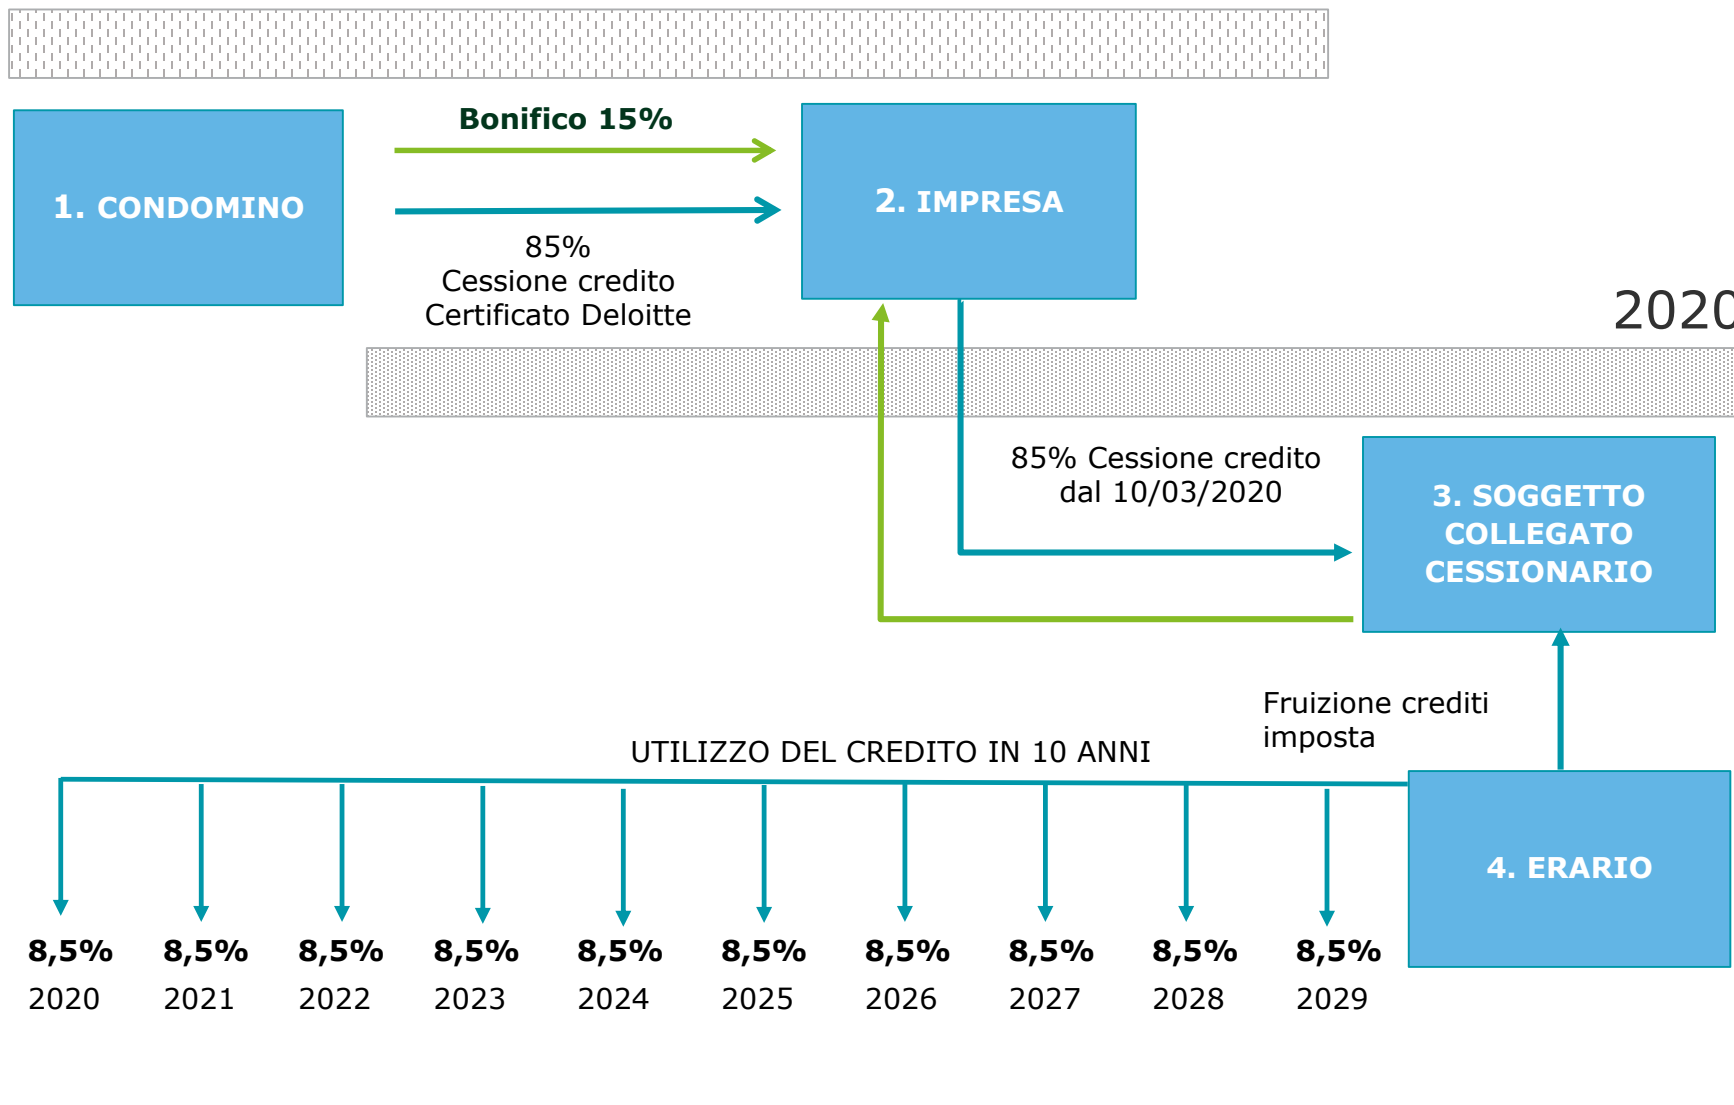 Bonifico 15%
1. CONDOMINO
2. IMPRESA
85%
Cessione credito
Certificato Deloitte
2020
85% Cessione credito
dal 10/03/2020
3. SOGGETTO
COLLEGATO
CESSIONARIO
Fruizione crediti
imposta
UTILIZZO DEL CREDITO IN 10 ANNI
4. ERARIO
8,5% 8,5% 8,5% 8,5% 8,5% 8,5% 8,5% 8,5% 8,5% 8,5%
2020 2021 2022 2023 2024 2025 2026 2027 2028 2029